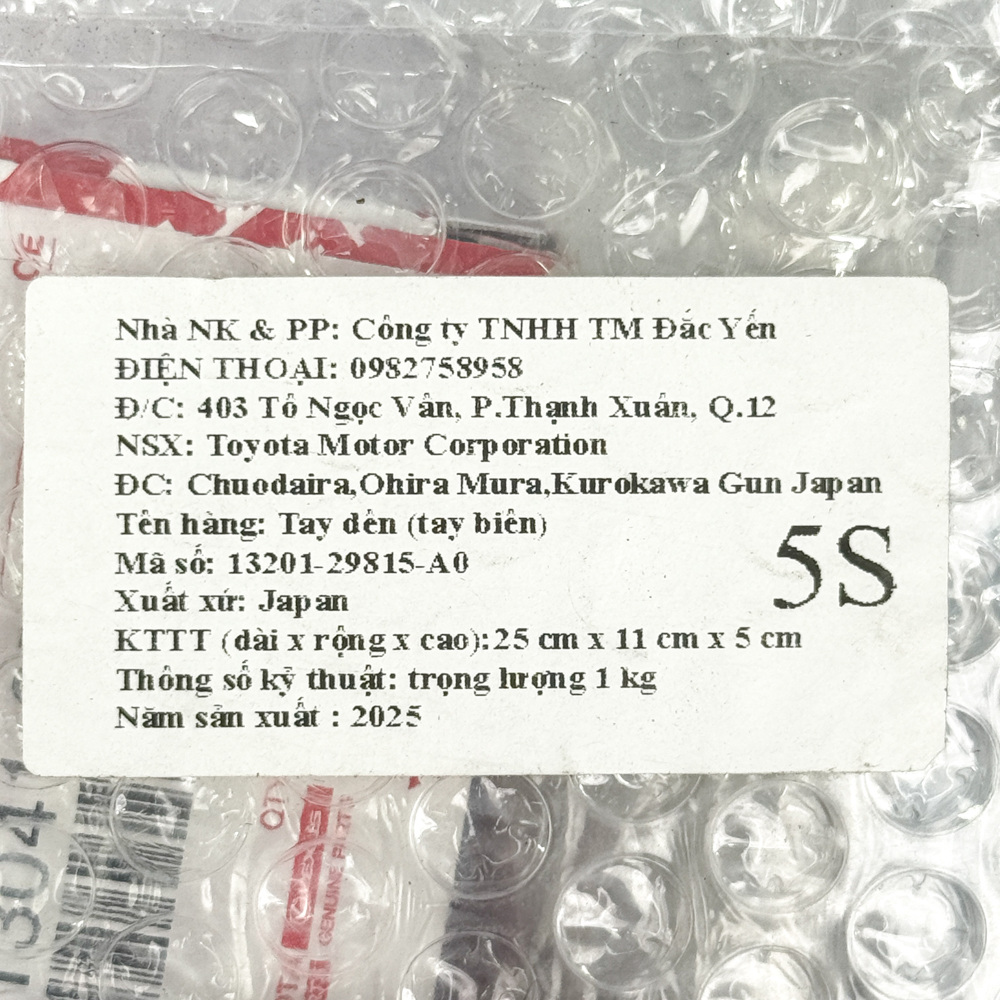 Nhà NK & PP: Công ty TNHH TM Đắc Yến
ĐIỆN THOẠI: 0982758958
Đ/C: 403 Tô Ngọc Vân, P.Thạnh Xuân, Q.12
NSX: Toyota Motor Corporation
ĐC: Chuodaira,Ohira Mura,Kurokawa Gun Japan
Tên hàng: Tay dên (tay biên)
Mã số: 13201-29815-A0
Xuất xứ: Japan
KTTT (dài x rộng x cao):25 cm x 11 cm x 5 cm
Thông số kỷ thuật: trọng lượng 1 kg
Năm sản xuất : 2025
5S
GENUINE PARTS